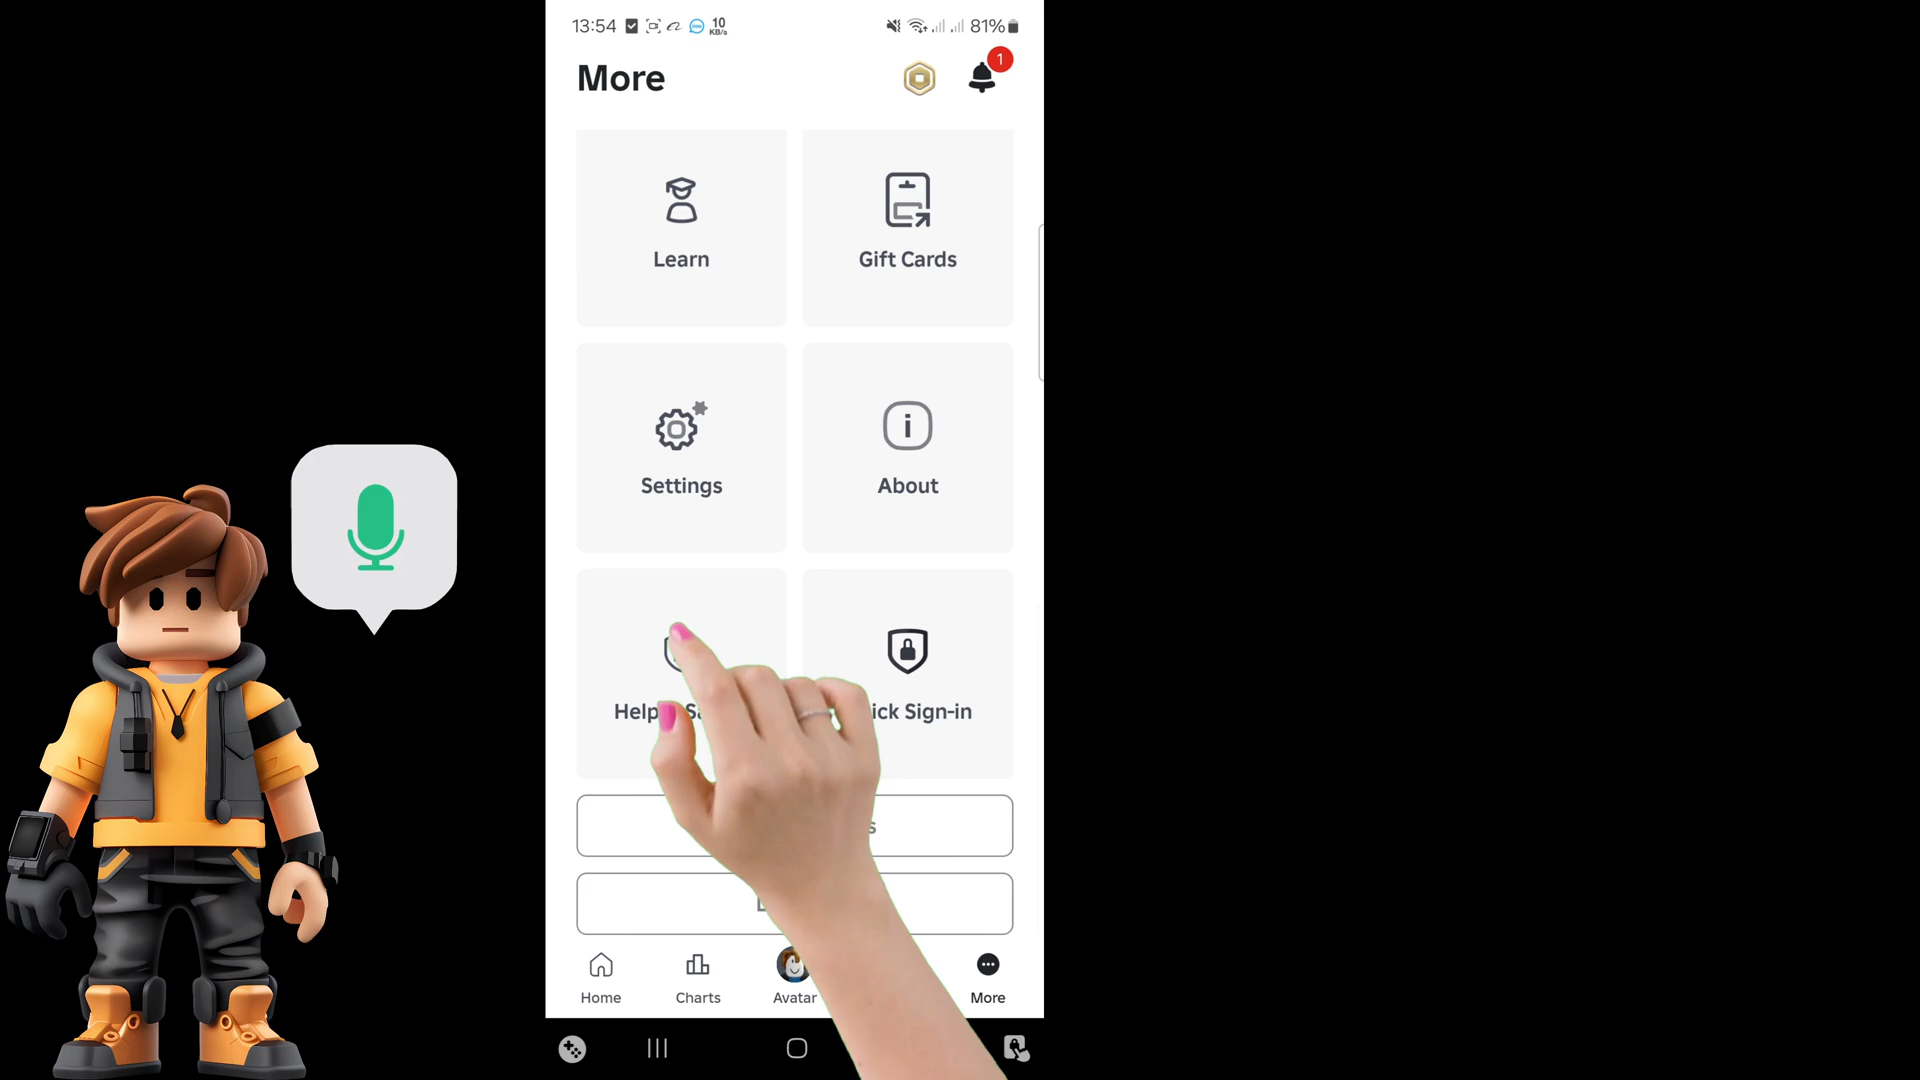 13:54 10 KB/s 81%
More 1
Learn Gift Cards
Settings About
Help ick Sign-in
s
Home Charts Avatar More